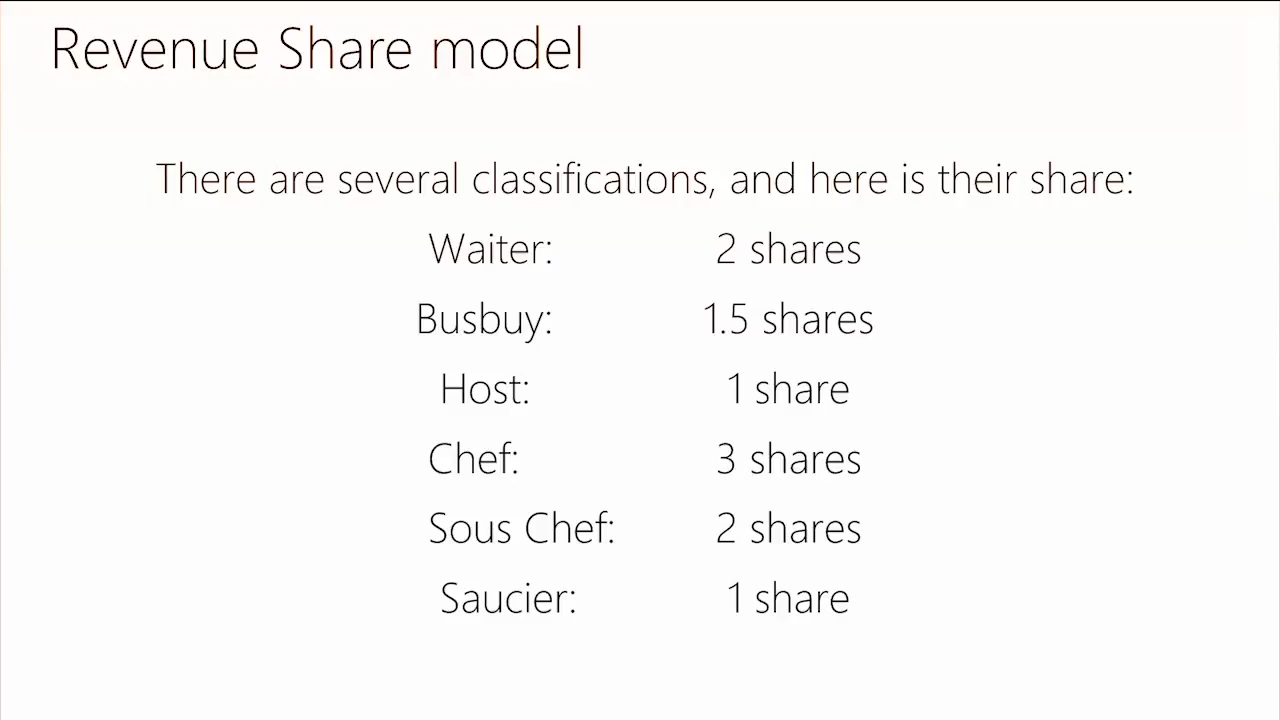 Revenue Share model
There are several classifications, and here is their share:
Waiter: 2 shares
Busbuy: 1.5 shares
Host: 1 share
Chef: 3 shares
Sous Chef: 2 shares
Saucier: 1 share